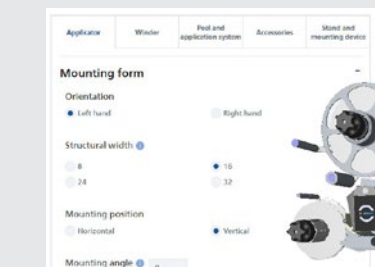 Applicator Winder Peel and application system Accessories Stand and mounting device
Mounting form -
Orientation
Left hand Right hand
Structural width
8 16
24 32
Mounting position
Horizontal Vertical
Mounting angle